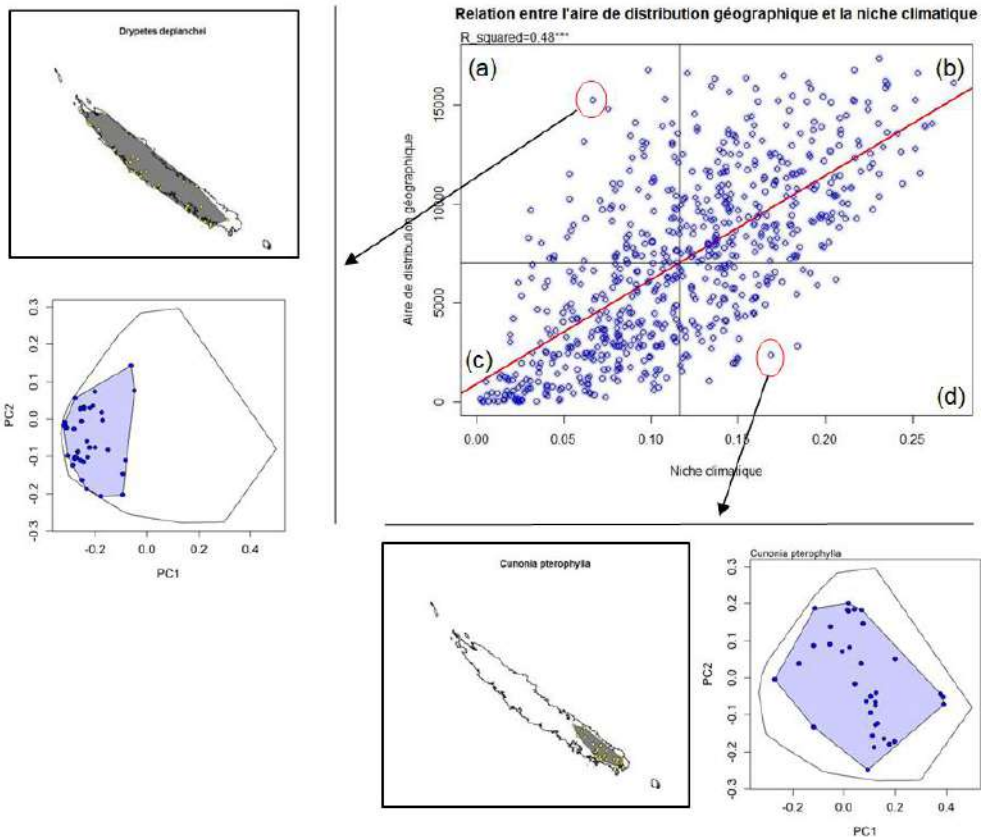 Drypetes deplanchei
Relation entre l'aire de distribution géographique et la niche climatique
R_squared=0.48***
(a)
(b)
(c)
(d)
Aire de distribution géographique
0
5000
10000
15000
0.00 0.05 0.10 0.15 0.20 0.25
Niche climatique
PC2
0.3
0.2
0.1
0.0
-0.1
-0.2
-0.3
-0.2 0.0 0.2 0.4
PC1
Cunonia pterophylla
Cunonia pterophylla
PC2
0.3
0.2
0.1
0.0
-0.1
-0.2
-0.3
-0.2 0.0 0.2 0.4
PC1